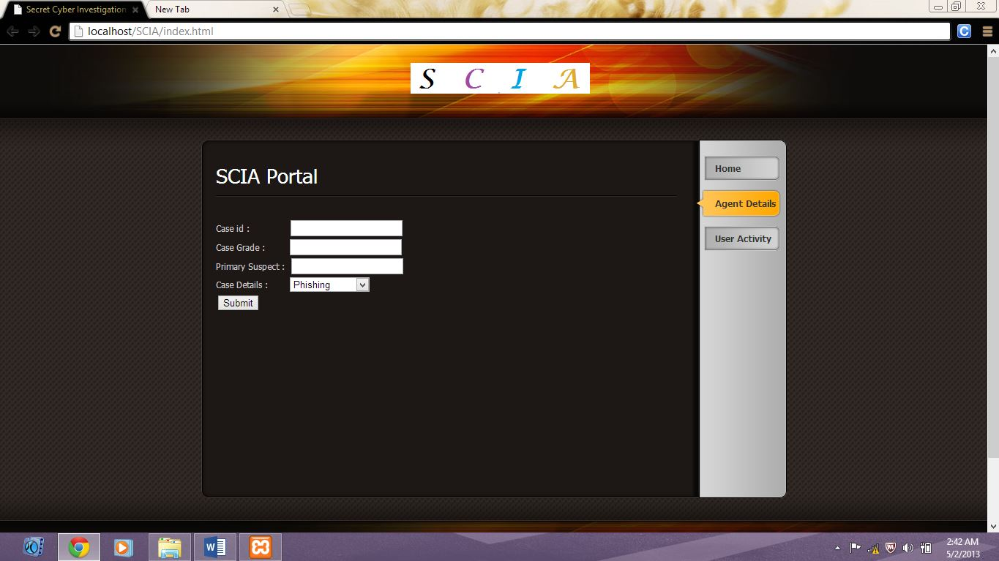 Secret Cyber Investigation
New Tab
localhost/SCIA/index.html
S C I A
SCIA Portal
Home
Agent Details
User Activity
Case id :
Case Grade :
Primary Suspect :
Case Details : Phishing
Submit
2:42 AM
5/2/2013